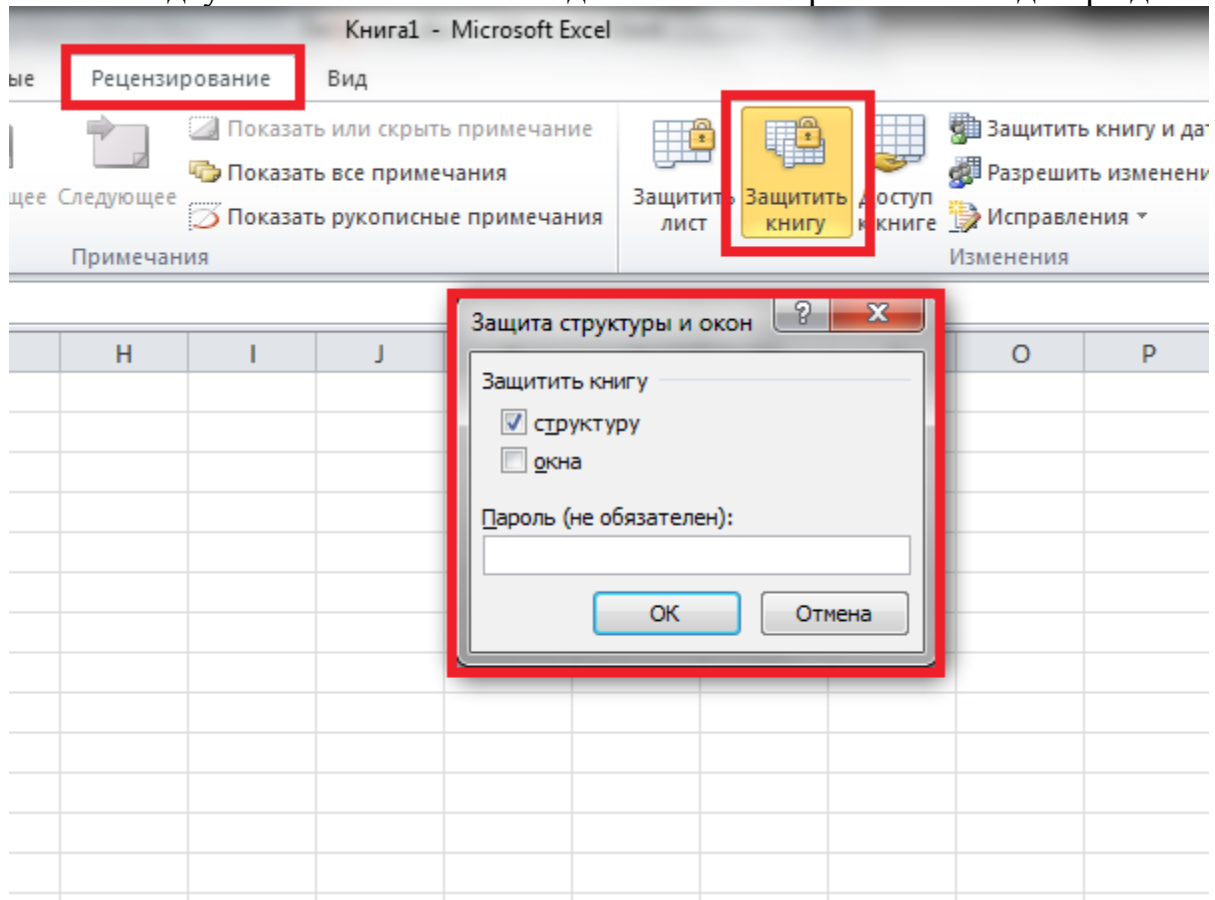 Книга1 - Microsoft Excel
ые Рецензирование Вид
Показать или скрыть примечание
Показать все примечания
Показать рукописные примечания
щее Следующее
Примечания
Защитить лист
Защитить книгу
Доступ к книге
Защитить книгу и дат
Разрешить изменени
Исправления
Изменения
Защита структуры и окон
H I J O P
Защитить книгу
структуру
окна
Пароль (не обязателен):
ОК Отмена